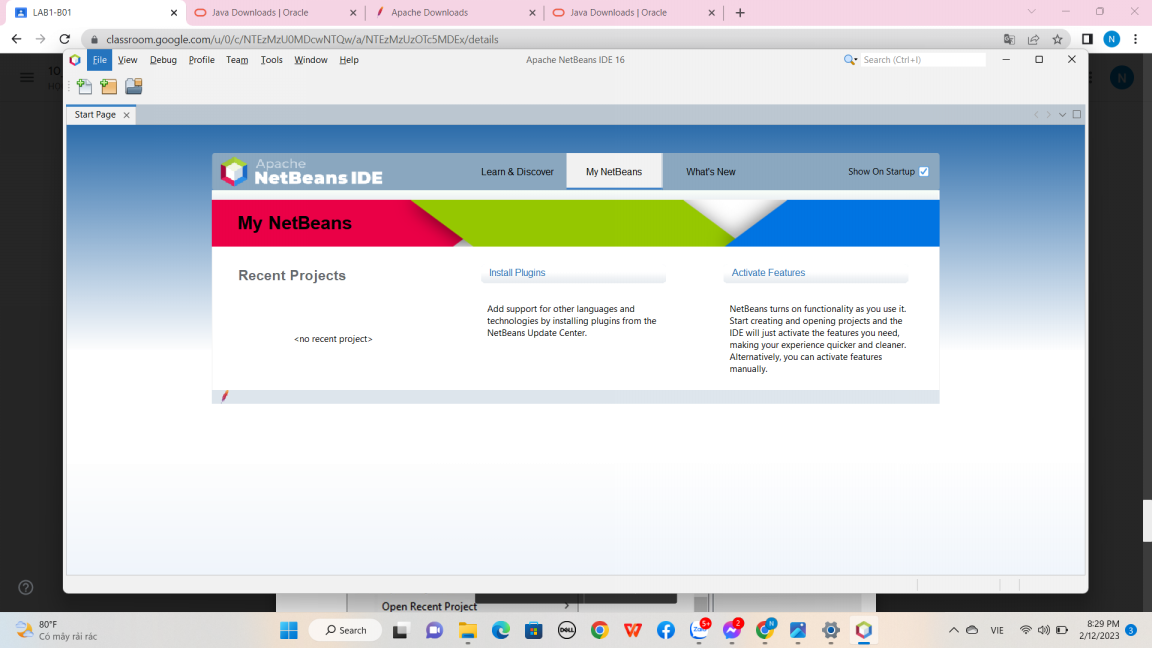 LAB1-B01
Java Downloads | Oracle
Apache Downloads
Java Downloads | Oracle
classroom.google.com/u/0/c/NTEzMzU0MDcwNTQw/a/NTEzMzUzOTc5MDEx/details
N
File View Debug Profile Team Tools Window Help
Apache NetBeans IDE 16
Search (Ctrl+I)
10
N
Start Page
Apache
NetBeans IDE
Learn & Discover
My NetBeans
What's New
Show On Startup
My NetBeans
Recent Projects
<no recent project>
Install Plugins
Add support for other languages and
technologies by installing plugins from the
NetBeans Update Center.
Activate Features
NetBeans turns on functionality as you use it.
Start creating and opening projects and the
IDE will just activate the features you need,
making your experience quicker and cleaner.
Alternatively, you can activate features
manually.
Open Recent Project
80°F
Có mây rải rác
Search
DELL
Zalo
5+
2
N
VIE
8:29 PM
2/12/2023
3